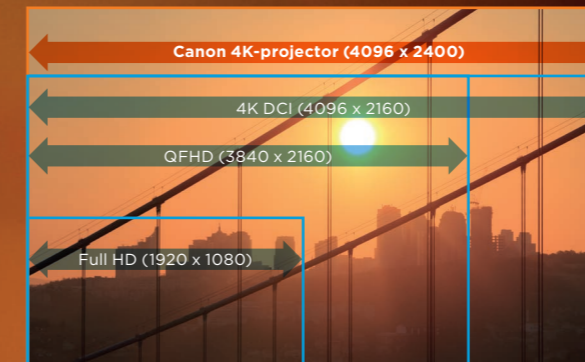 Canon 4K-projector (4096 x 2400)
4K DCI (4096 x 2160)
QFHD (3840 x 2160)
Full HD (1920 x 1080)